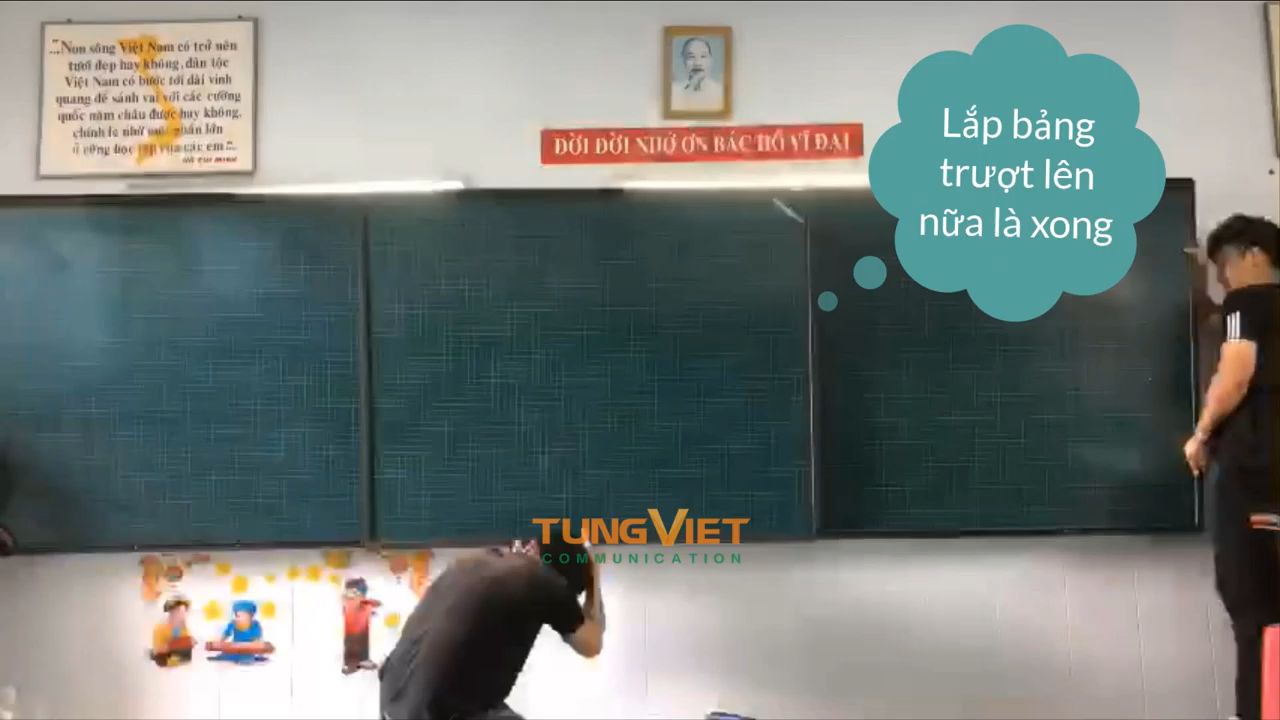 "...Non sông Việt Nam có trở nên
tươi đẹp hay không, dân tộc
Việt Nam có bước tới đài vinh
quang để sánh vai với các cường
quốc năm châu được hay không,
chính là nhờ một phần lớn
ở công học tập của các em..."
HỒ CHÍ MINH
ĐỜI ĐỜI NHỚ ƠN BÁC HỒ VĨ ĐẠI
Lắp bảng
trượt lên
nữa là xong
TUNGVIET
COMMUNICATION